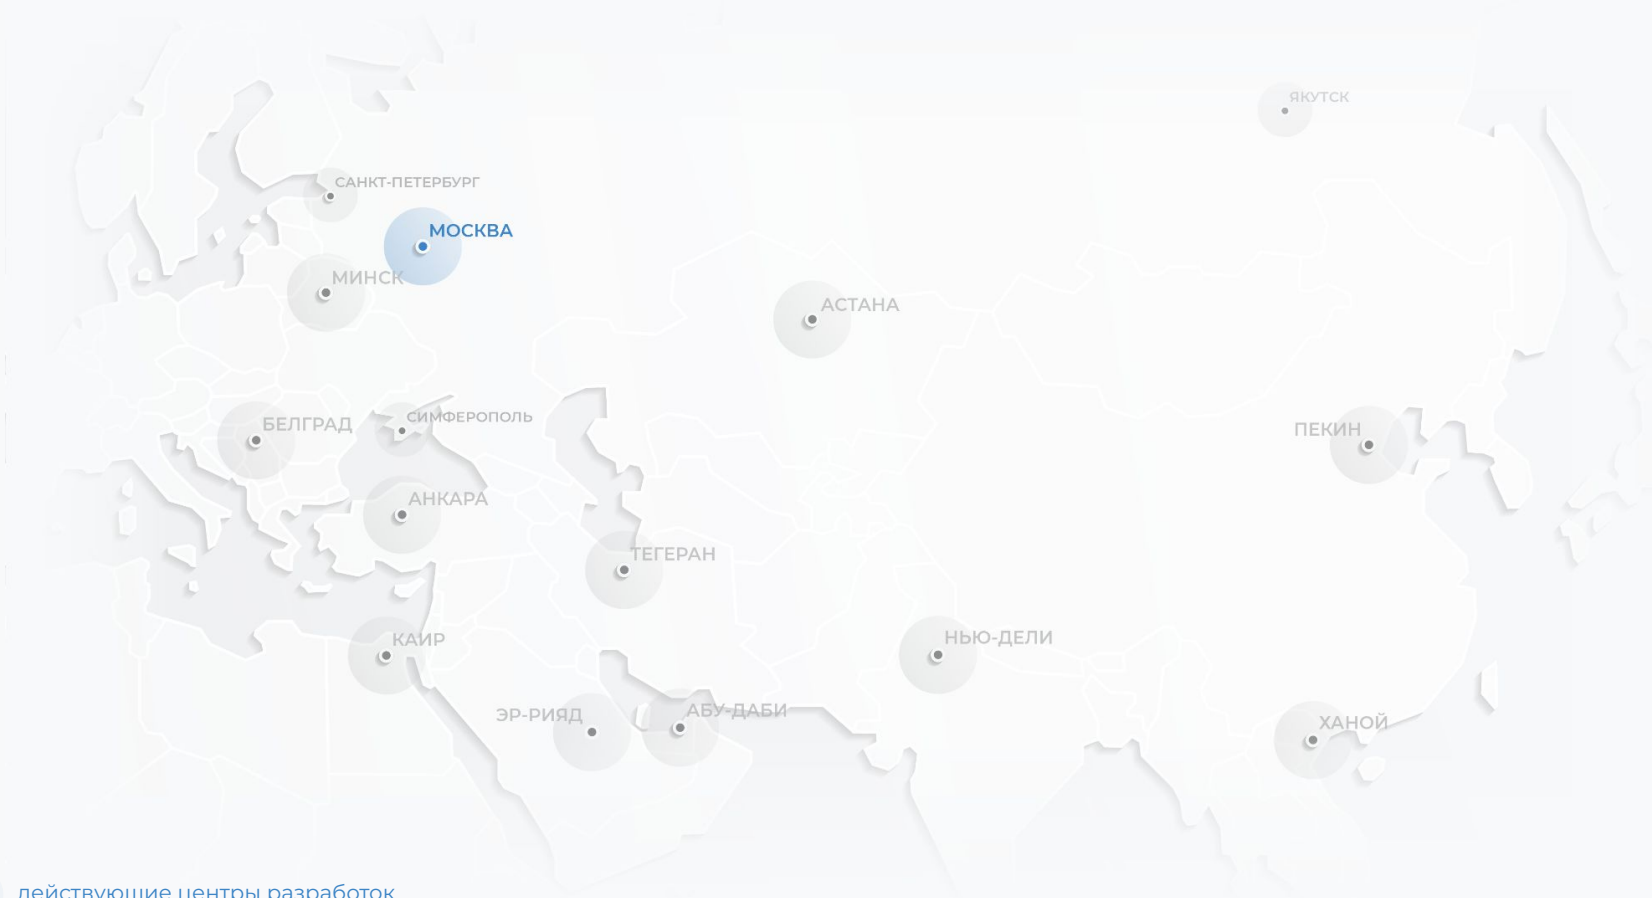 ЯКУТСК
САНКТ-ПЕТЕРБУРГ
МОСКВА
МИНСК
АСТАНА
БЕЛГРАД
СИМФЕРОПОЛЬ
ПЕКИН
АНКАРА
ТЕГЕРАН
КАИР
НЬЮ-ДЕЛИ
ЭР-РИЯД
АБУ-ДАБИ
ХАНОЙ
действующие центры разработок